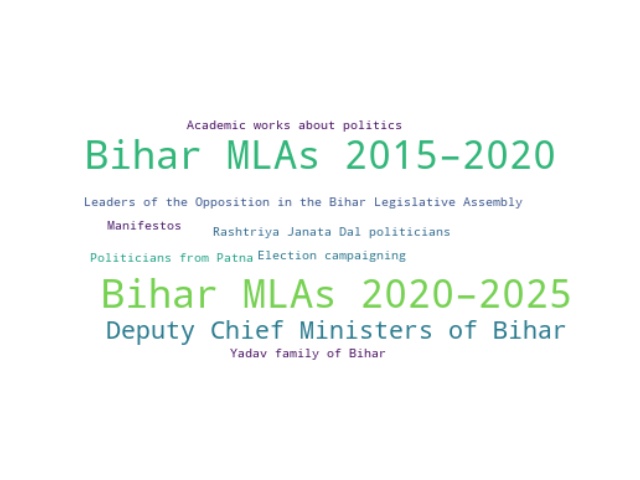 Academic works about politics
Bihar MLAs 2015–2020
Leaders of the Opposition in the Bihar Legislative Assembly
Manifestos
Rashtriya Janata Dal politicians
Politicians from Patna
Election campaigning
Bihar MLAs 2020–2025
Deputy Chief Ministers of Bihar
Yadav family of Bihar